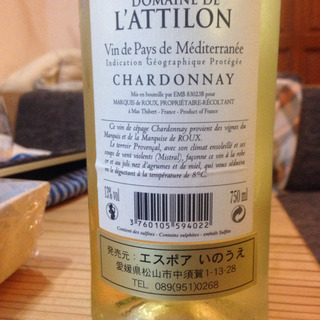 DOMAINE DE
L'ATTILON
Vin de Pays de Méditerranée
Indication Géographique Protégée
CHARDONNAY
Mis en bouteille par EMB 83023B pour
MARQUIS de ROUX, PROPRIÉTAIRE-RÉCOLTANT
à Mas Thibert - France - Product of France
Ce vin de cépage Chardonnay provient des vignes du
Marquis et de la Marquise de ROUX.
Le terroir Provençal, avec son climat ensoleillé et ses
coups de vent violents (Mistral), façonne ce vin à la robe
or et au nez d'agrumes et de miel, qui vous séduira
en le dégustant à la température de 8°C.
13% vol
750 ml
3760105594022
Contient des sulfites - Contains sulphites - enthält Sulfite
発売元: エスポア いのうえ
愛媛県松山市中須賀1-13-28
TEL 089(951)0268